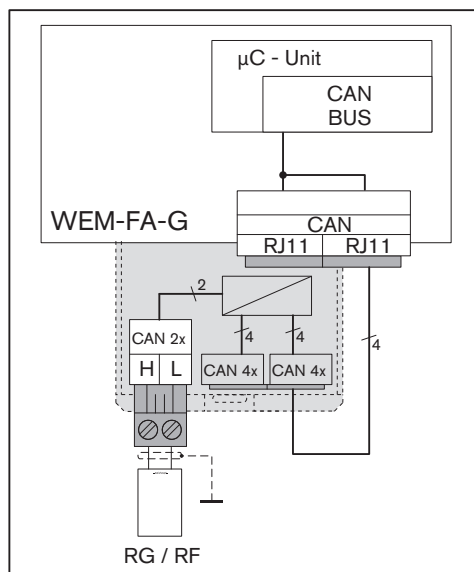 µC - Unit
CAN
BUS
WEM-FA-G
CAN
RJ11 RJ11
2
CAN 2x
H L
4 4 4
CAN 4x CAN 4x
RG / RF